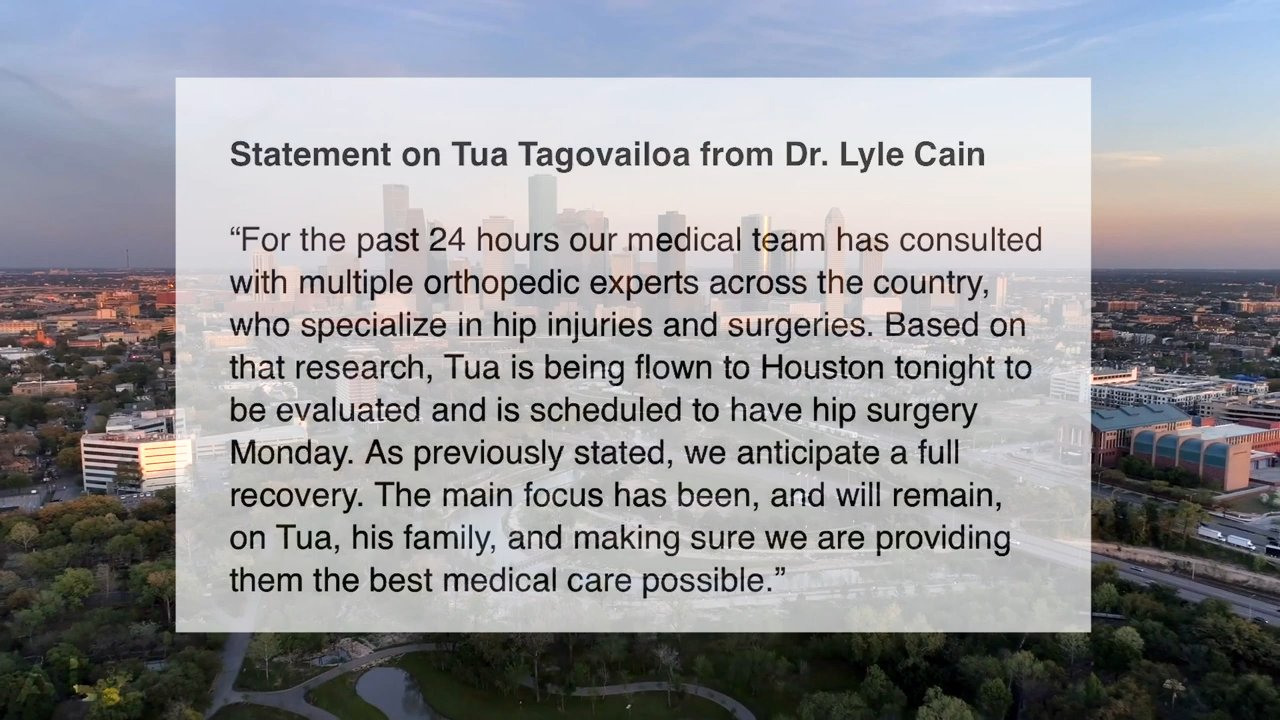 Statement on Tua Tagovailoa from Dr. Lyle Cain
“For the past 24 hours our medical team has consulted
with multiple orthopedic experts across the country,
who specialize in hip injuries and surgeries. Based on
that research, Tua is being flown to Houston tonight to
be evaluated and is scheduled to have hip surgery
Monday. As previously stated, we anticipate a full
recovery. The main focus has been, and will remain,
on Tua, his family, and making sure we are providing
them the best medical care possible.”